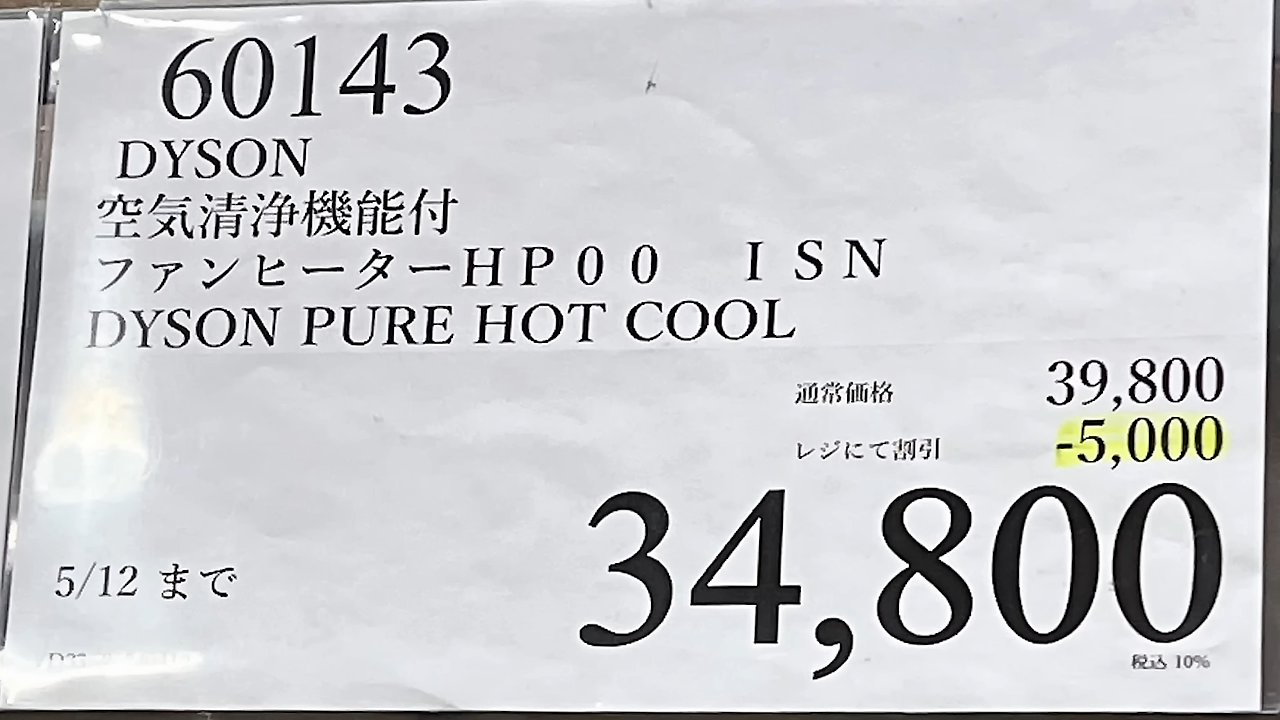 60143
DYSON
空気清浄機能付
ファンヒーターHP00　ISN
DYSON PURE HOT COOL
通常価格 39,800
レジにて割引 -5,000
34,800
5/12 まで
税込 10%